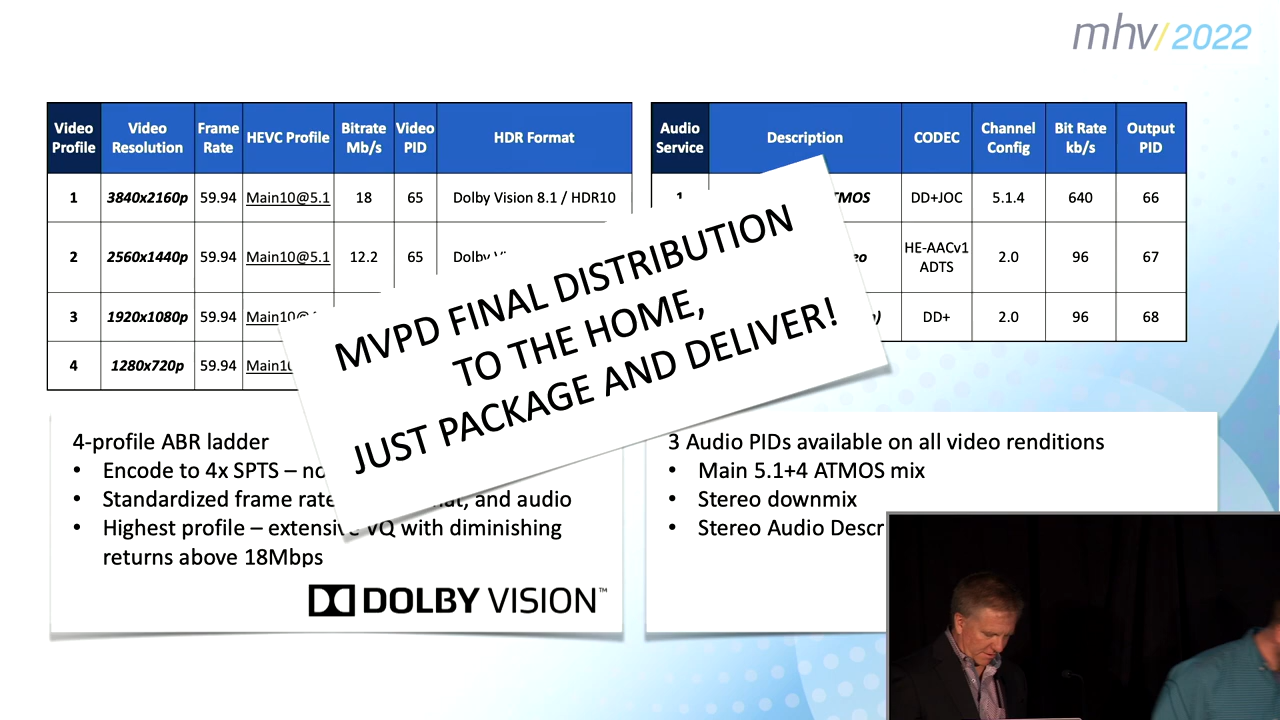 mhv/2022
Video Profile Video Resolution Frame Rate HEVC Profile Bitrate Mb/s Video PID HDR Format
1 3840x2160p 59.94 Main10@5.1 18 65 Dolby Vision 8.1 / HDR10
2 2560x1440p 59.94 Main10@5.1 12.2 65 Dolby
3 1920x1080p 59.94
4 1280x720p 59.94
Audio Service Description CODEC Channel Config Bit Rate kb/s Output PID
1 DD+JOC 5.1.4 640 66
HE-AACv1 ADTS 2.0 96 67
DD+ 2.0 96 68
MVPD FINAL DISTRIBUTION
TO THE HOME,
JUST PACKAGE AND DELIVER!
4-profile ABR ladder
• Encode to 4x SPTS –
• Standardized frame and audio
• Highest profile – VQ with diminishing
returns above 18Mbps
DOLBY VISION™
3 Audio PIDs available on all video renditions
• Main 5.1+4 ATMOS mix
• Stereo downmix
• Stereo Audio